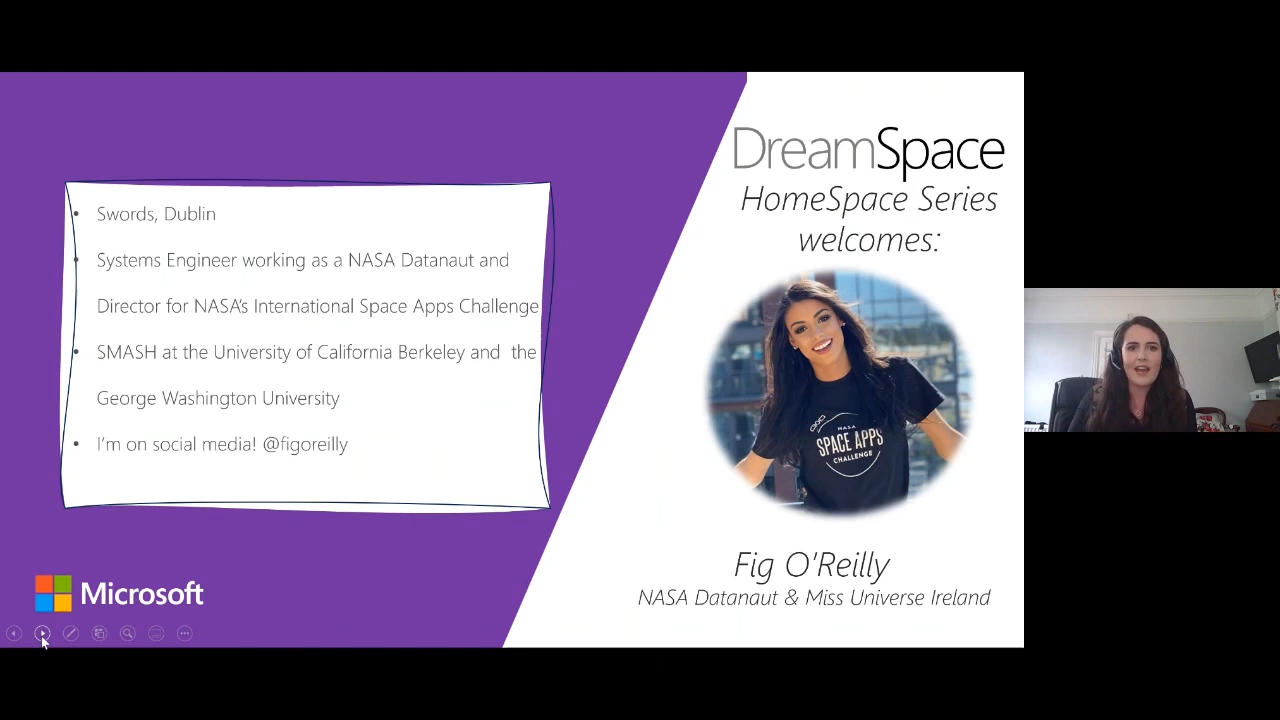 DreamSpace
HomeSpace Series
welcomes:
• Swords, Dublin
• Systems Engineer working as a NASA Datanaut and
Director for NASA's International Space Apps Challenge
• SMASH at the University of California Berkeley and the
George Washington University
• I'm on social media! @figoreilly
NASA
SPACE APPS
CHALLENGE
Fig O'Reilly
NASA Datanaut & Miss Universe Ireland
Microsoft